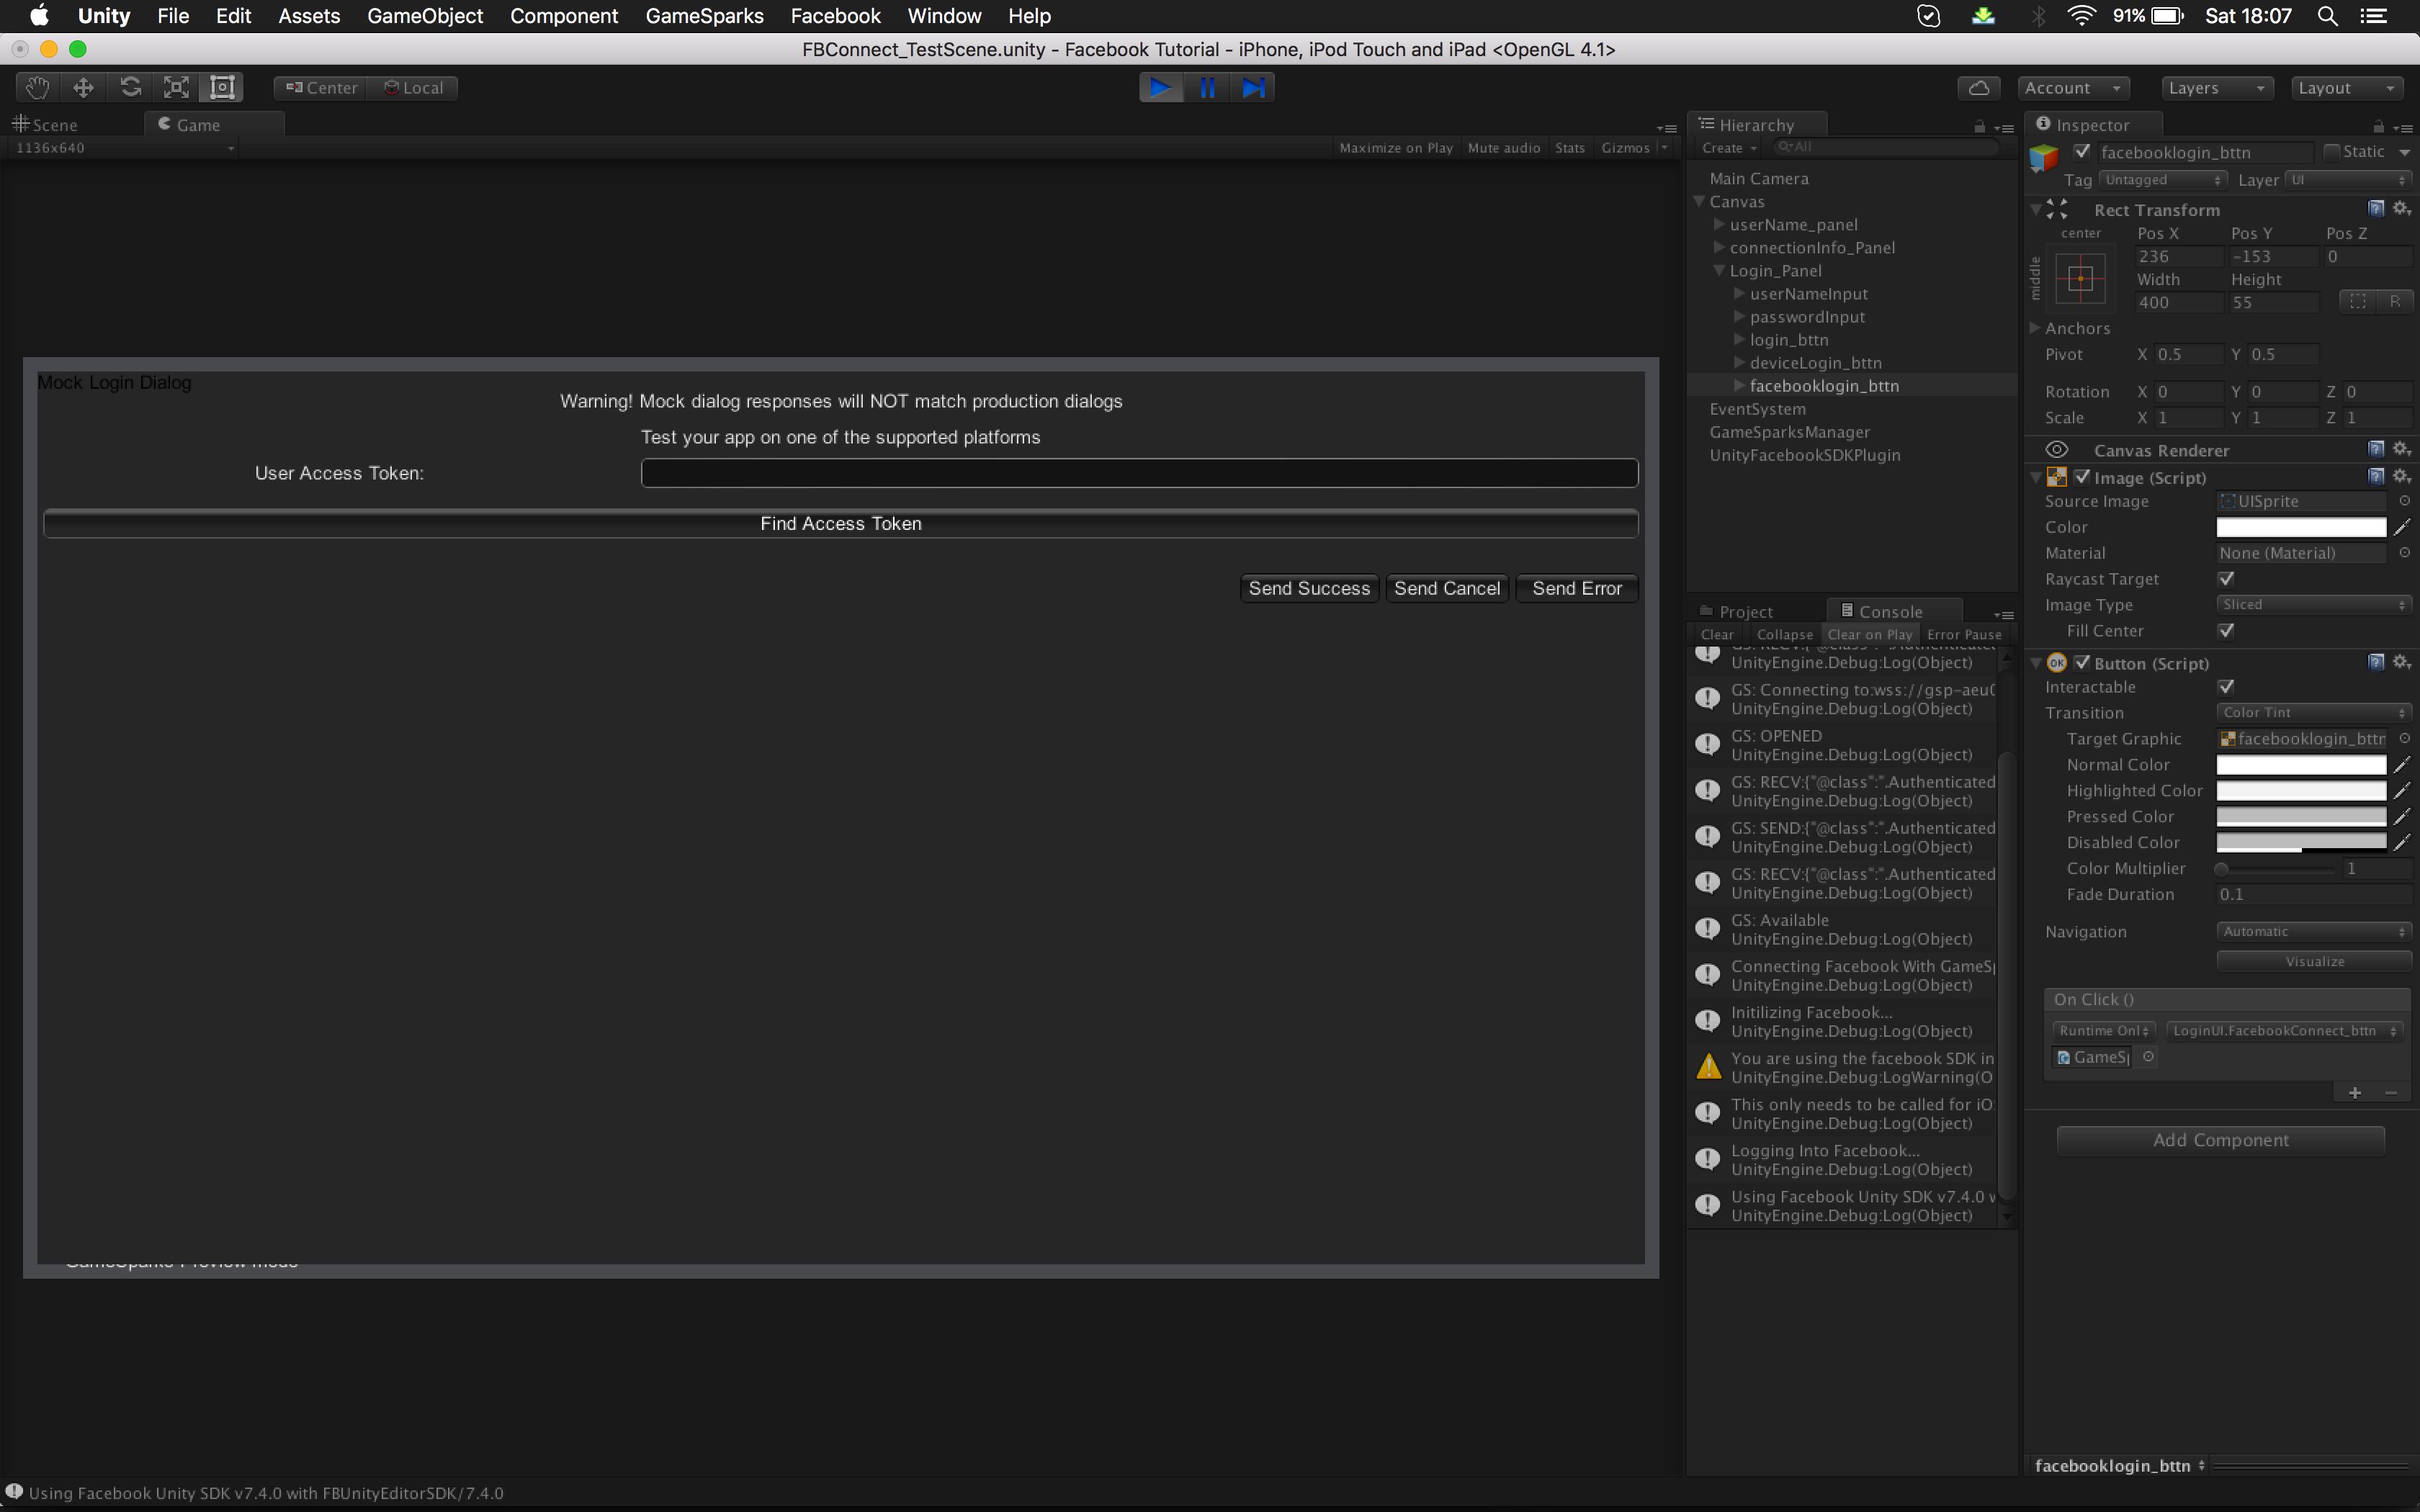 Unity File Edit Assets GameObject Component GameSparks Facebook Window Help 91% Sat 18:07
FBConnect_TestScene.unity - Facebook Tutorial - iPhone, iPod Touch and iPad <OpenGL 4.1>
Center Local Account Layers Layout
Scene Game
1136x640 Maximize on Play Mute audio Stats Gizmos
Mock Login Dialog
Warning! Mock dialog responses will NOT match production dialogs
Test your app on one of the supported platforms
User Access Token:
Find Access Token
Send Success Send Cancel Send Error
GameSparks Preview mode
Hierarchy
Create All
Main Camera
Canvas
userName_panel
connectionInfo_Panel
Login_Panel
userNameInput
passwordInput
login_bttn
deviceLogin_bttn
facebooklogin_bttn
EventSystem
GameSparksManager
UnityFacebookSDKPlugin
Project Console
Clear Collapse Clear on Play Error Pause
GS: RECV:{"@class":".Authenticated
UnityEngine.Debug:Log(Object)
GS: Connecting to:wss://gsp-aeu
UnityEngine.Debug:Log(Object)
GS: OPENED
UnityEngine.Debug:Log(Object)
GS: RECV:{"@class":".Authenticated
UnityEngine.Debug:Log(Object)
GS: SEND:{"@class":".Authenticated
UnityEngine.Debug:Log(Object)
GS: RECV:{"@class":".Authenticated
UnityEngine.Debug:Log(Object)
GS: Available
UnityEngine.Debug:Log(Object)
Connecting Facebook With GameSp
UnityEngine.Debug:Log(Object)
Initilizing Facebook...
UnityEngine.Debug:Log(Object)
You are using the facebook SDK in
UnityEngine.Debug:LogWarning(O
This only needs to be called for iO
UnityEngine.Debug:Log(Object)
Logging Into Facebook...
UnityEngine.Debug:Log(Object)
Using Facebook Unity SDK v7.4.0 w
UnityEngine.Debug:Log(Object)
Inspector
facebooklogin_bttn Static
Tag Untagged Layer UI
Rect Transform
center Pos X Pos Y Pos Z
236 -153 0
middle
Width Height
400 55 R
Anchors
Pivot X 0.5 Y 0.5
Rotation X 0 Y 0 Z 0
Scale X 1 Y 1 Z 1
Canvas Renderer
Image (Script)
Source Image UISprite
Color
Material None (Material)
Raycast Target
Image Type Sliced
Fill Center
OK Button (Script)
Interactable
Transition Color Tint
Target Graphic facebooklogin_bttn
Normal Color
Highlighted Color
Pressed Color
Disabled Color
Color Multiplier 1
Fade Duration 0.1
Navigation Automatic
Visualize
On Click ()
Runtime Onl LoginUI.FacebookConnect_bttn
GameSp
Add Component
facebooklogin_bttn
Using Facebook Unity SDK v7.4.0 with FBUnityEditorSDK/7.4.0